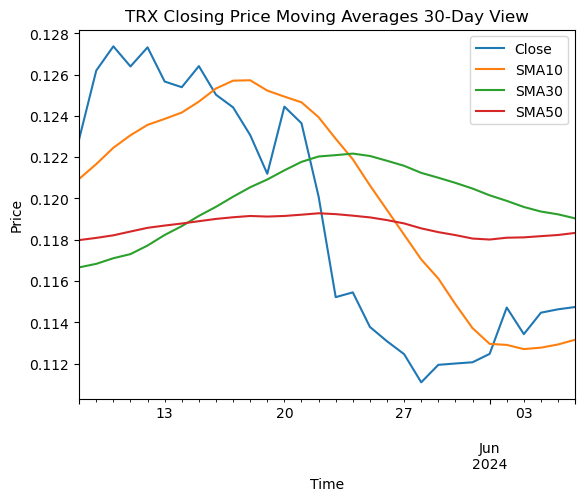 TRX Closing Price Moving Averages 30-Day View
Close
SMA10
SMA30
SMA50
0.128
0.126
0.124
0.122
0.120
0.118
0.116
0.114
0.112
Price
13
20
27
03
Jun
2024
Time